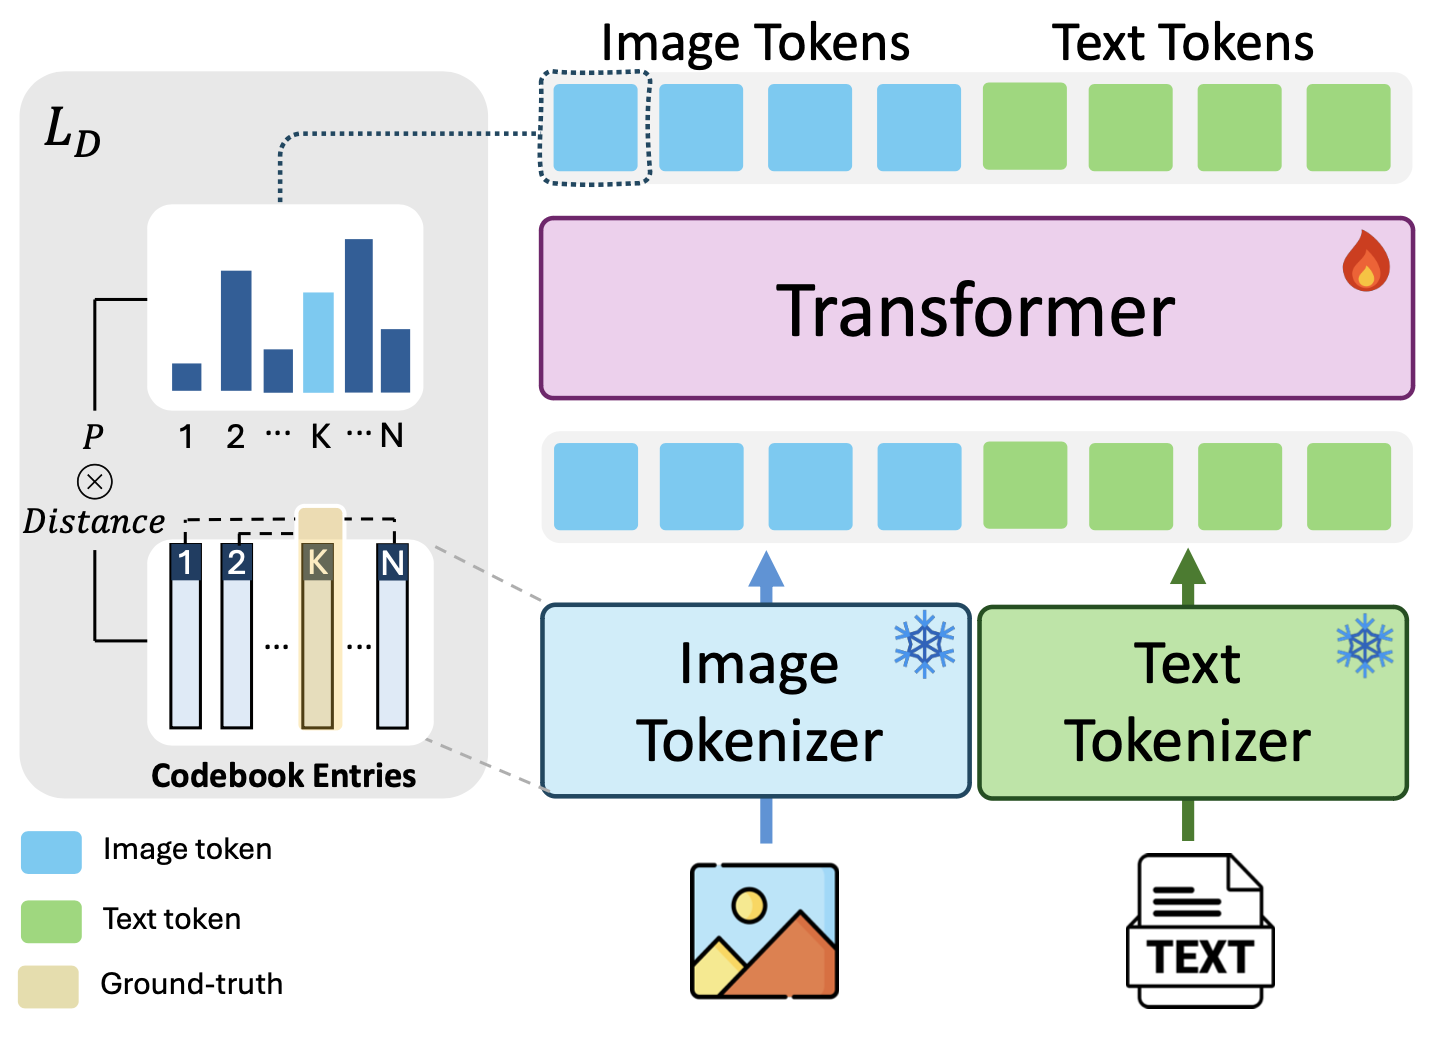 Image Tokens Text Tokens
L_D
Transformer
P 1 2 ... K ... N
⊗
Distance
1 2 K N
... ...
Image
Tokenizer
Text
Tokenizer
Codebook Entries
Image token
Text token
Ground-truth
TEXT